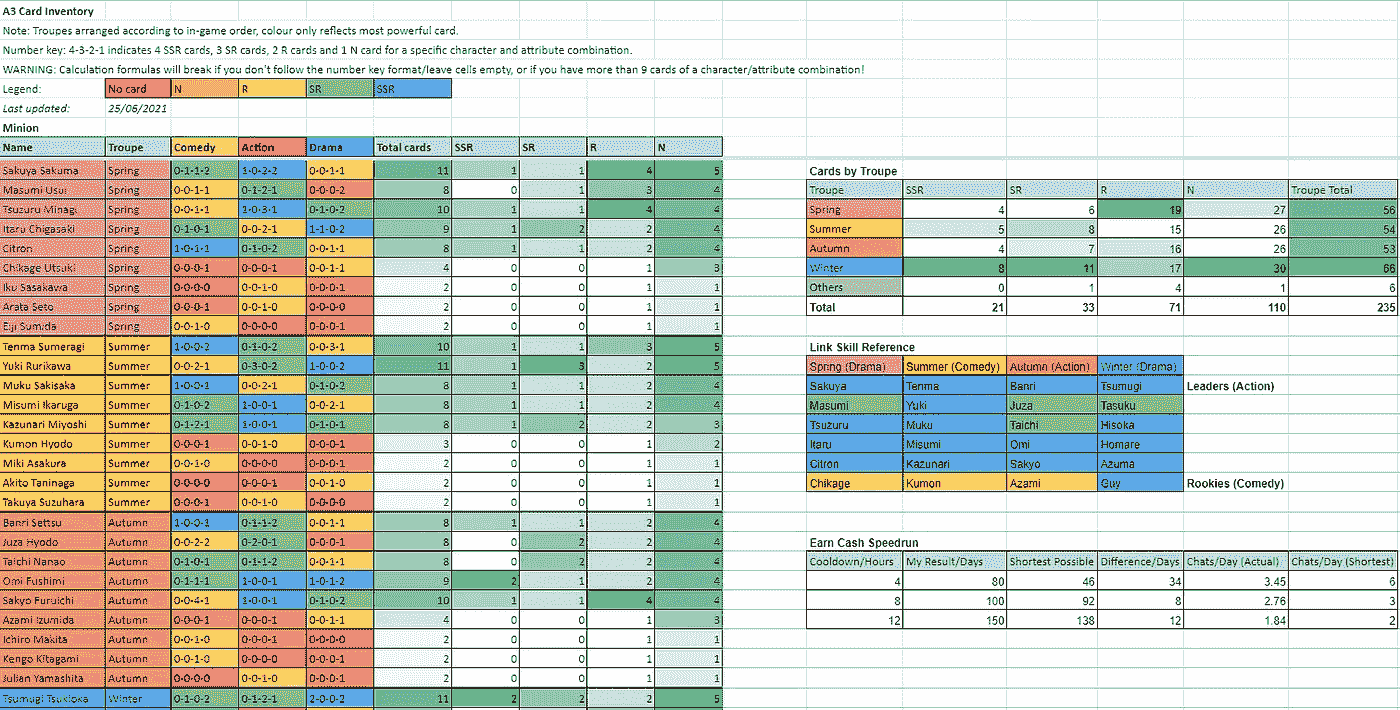 A3 Card Inventory
Note: Troupes arranged according to in-game order, colour only reflects most powerful card.
Number key: 4-3-2-1 indicates 4 SSR cards, 3 SR cards, 2 R cards and 1 N card for a specific character and attribute combination.
WARNING: Calculation formulas will break if you don't follow the number key format/leave cells empty, or if you have more than 9 cards of a character/attribute combination!
Legend: No card N R SR SSR
Last updated: 25/06/2021
Minion
Name Troupe Comedy Action Drama Total cards SSR SR R N
Sakuya Sakuma Spring 0-1-1-2 1-0-2-2 0-0-1-1 11 1 1 4 5
Masumi Usui Spring 0-0-1-1 0-1-2-1 0-0-0-2 8 0 1 3 4
Tsuzuru Minagi Spring 0-0-1-1 1-0-3-1 0-1-0-2 10 1 1 4 4
Itaru Chigasaki Spring 0-1-0-1 0-0-2-1 1-1-0-2 9 1 2 2 4
Citron Spring 1-0-1-1 0-1-0-2 0-0-1-1 8 1 1 2 4
Chikage Utsuki Spring 0-0-0-1 0-0-0-1 0-0-1-1 4 0 0 1 3
Iku Sasakawa Spring 0-0-0-0 0-0-1-0 0-0-0-1 2 0 0 1 1
Arata Seto Spring 0-0-0-1 0-0-1-0 0-0-0-0 2 0 0 1 1
Eiji Sumida Spring 0-0-1-0 0-0-0-0 0-0-0-1 2 0 0 1 1
Tenma Sumeragi Summer 1-0-0-2 0-1-0-2 0-0-3-1 10 1 1 3 5
Yuki Rurikawa Summer 0-0-2-1 0-3-0-2 1-0-0-2 11 1 3 2 5
Muku Sakisaka Summer 1-0-0-1 0-0-2-1 0-1-0-2 8 1 1 2 4
Misumi Ikaruga Summer 0-1-0-2 1-0-0-1 0-0-2-1 8 1 1 2 4
Kazunari Miyoshi Summer 0-1-2-1 1-0-0-1 0-1-0-1 8 1 2 2 3
Kumon Hyodo Summer 0-0-0-1 0-0-1-0 0-0-0-1 3 0 0 1 2
Miki Asakura Summer 0-0-1-0 0-0-0-0 0-0-0-1 2 0 0 1 1
Akito Taninaga Summer 0-0-0-0 0-0-0-1 0-0-1-0 2 0 0 1 1
Takuya Suzuhara Summer 0-0-0-1 0-0-1-0 0-0-0-0 2 0 0 1 1
Banri Settsu Autumn 1-0-0-1 0-1-1-2 0-0-1-1 8 1 1 2 4
Juza Hyodo Autumn 0-0-2-2 0-2-0-1 0-0-0-1 8 0 2 2 4
Taichi Nanao Autumn 0-1-0-1 0-1-1-2 0-0-1-1 8 0 2 2 4
Omi Fushimi Autumn 0-1-1-1 1-0-0-1 1-0-1-2 9 2 1 2 4
Sakyo Furuichi Autumn 0-0-4-1 1-0-0-1 0-1-0-2 10 1 1 4 4
Azami Izumida Autumn 0-0-0-1 0-0-0-1 0-0-1-1 4 0 0 1 3
Ichiro Makita Autumn 0-0-1-0 0-0-0-1 0-0-0-0 2 0 0 1 1
Kengo Kitagami Autumn 0-0-1-0 0-0-0-0 0-0-0-1 2 0 0 1 1
Julian Yamashita Autumn 0-0-0-0 0-0-1-0 0-0-0-1 2 0 0 1 1
Tsumugi Tsukioka Winter 0-1-0-2 0-1-2-1 2-0-0-2 11 2 2 2 5
Cards by Troupe
Troupe SSR SR R N Troupe Total
Spring 4 6 19 27 56
Summer 5 8 15 26 54
Autumn 4 7 16 26 53
Winter 8 11 17 30 66
Others 0 1 4 1 6
Total 21 33 71 110 235
Link Skill Reference
Spring (Drama) Summer (Comedy) Autumn (Action) Winter (Drama)
Sakuya Tenma Banri Tsumugi Leaders (Action)
Masumi Yuki Juza Tasuku
Tsuzuru Muku Taichi Hisoka
Itaru Misumi Omi Homare
Citron Kazunari Sakyo Azuma
Chikage Kumon Azami Guy Rookies (Comedy)
Earn Cash Speedrun
Cooldown/Hours My Result/Days Shortest Possible Difference/Days Chats/Day (Actual) Chats/Day (Shortest)
4 80 46 34 3.45 6
8 100 92 8 2.76 3
12 150 138 12 1.84 2